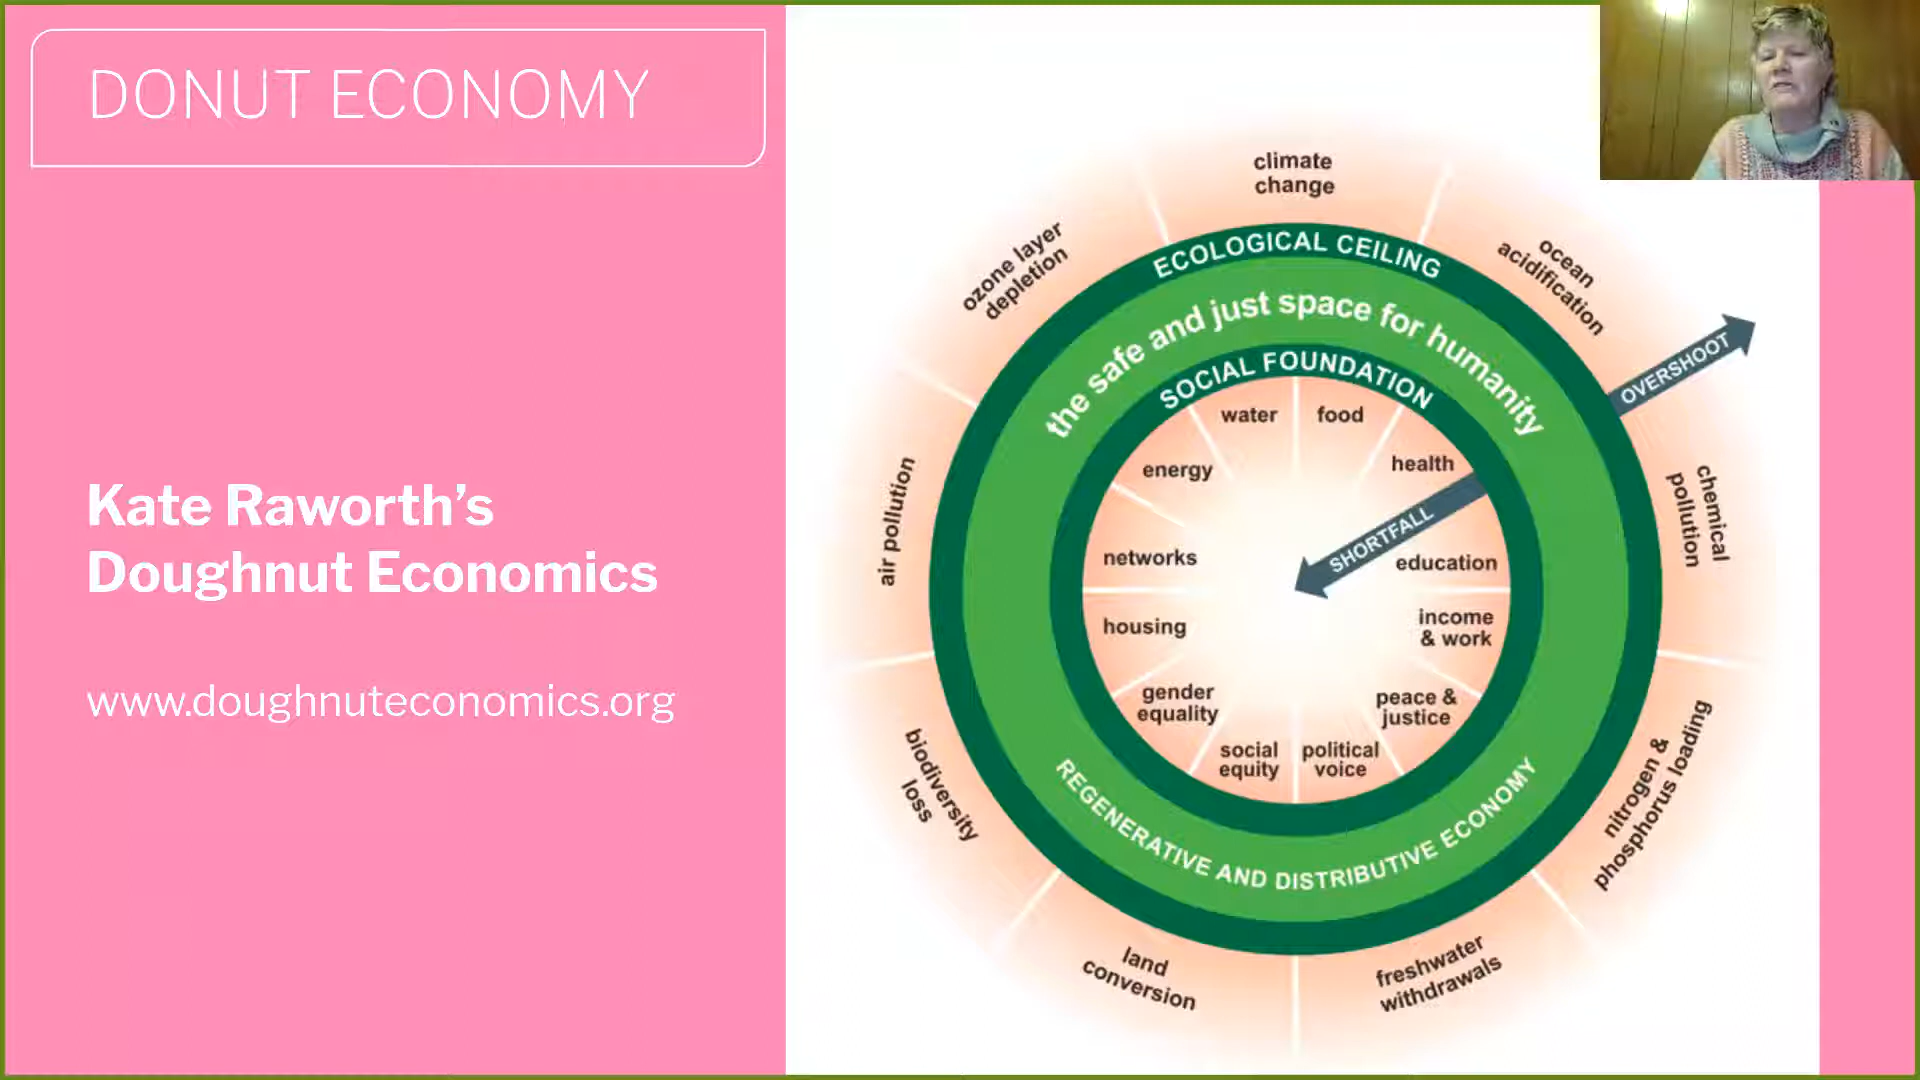 DONUT ECONOMY
Kate Raworth’s
Doughnut Economics
www.doughnuteconomics.org
climate
change
ozone layer
depletion
ocean
acidification
ECOLOGICAL CEILING
the safe and just space for humanity
SOCIAL FOUNDATION
OVERSHOOT
water
food
energy
health
SHORTFALL
air pollution
chemical
pollution
networks
education
housing
income
& work
gender
equality
peace &
justice
social
equity
political
voice
REGENERATIVE AND DISTRIBUTIVE ECONOMY
biodiversity
loss
nitrogen &
phosphorus loading
land
conversion
freshwater
withdrawals